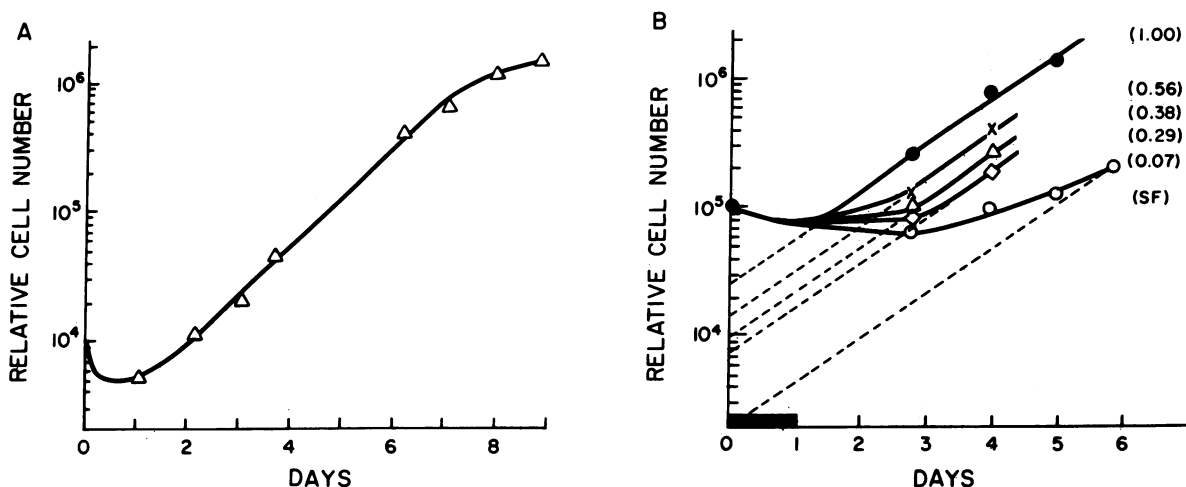 A
RELATIVE CELL NUMBER
10⁶
10⁵
10⁴
0 2 4 6 8
DAYS
B
RELATIVE CELL NUMBER
10⁶
10⁵
10⁴
0 1 2 3 4 5 6
DAYS
(1.00)
(0.56)
(0.38)
(0.29)
(0.07)
(SF)